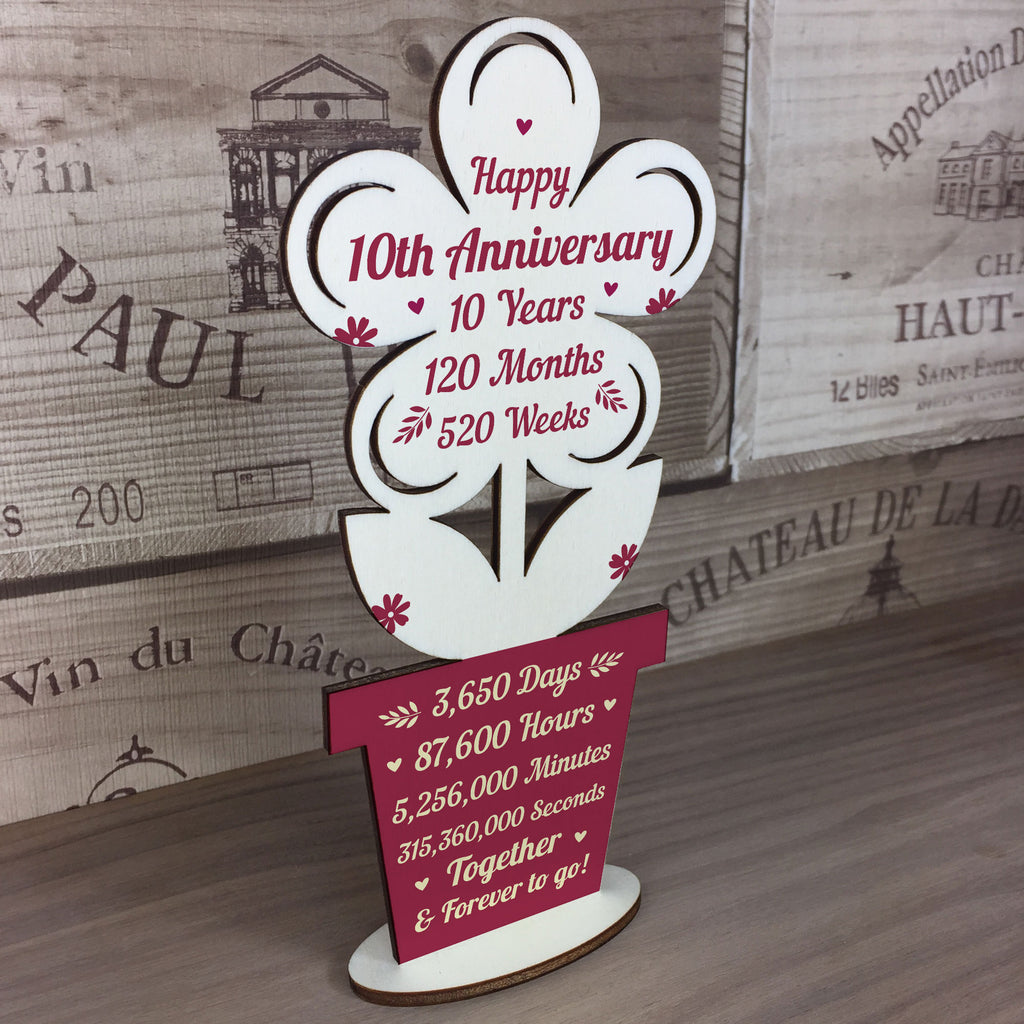 Happy
10th Anniversary
10 Years
120 Months
520 Weeks
3,650 Days
87,600 Hours
5,256,000 Minutes
315,360,000 Seconds
Together
& Forever to go!
Vin
PAUL
200
Vin du Châte
Appellation
CHÂ
HAUT-
12 Blles
SAINT-ÉMILI
CHATEAU DE LA